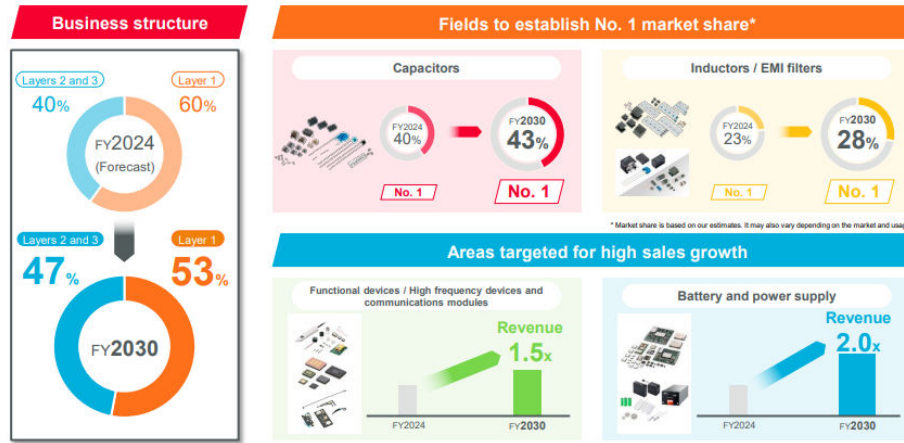 Business structure
Layers 2 and 3
40%
Layer 1
60%
FY2024
(Forecast)
Layers 2 and 3
47%
Layer 1
53%
FY2030
Fields to establish No. 1 market share*
Capacitors
FY2024
40%
FY2030
43%
No. 1
No. 1
Inductors / EMI filters
FY2024
23%
FY2030
28%
No. 1
No. 1
* Market share is based on our estimates. It may also vary depending on the market and
Areas targeted for high sales growth
Functional devices / High frequency devices and
communications modules
Revenue
1.5x
FY2024
FY2030
Battery and power supply
Revenue
2.0x
FY2024
FY2030